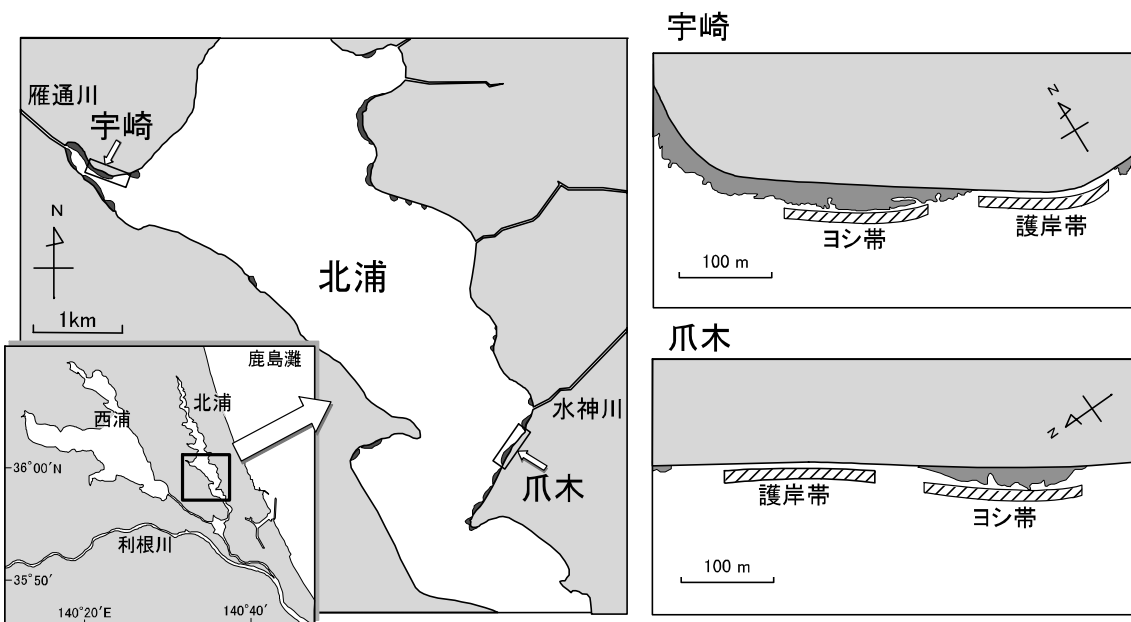 雁通川
宇崎
N
北浦
1km
水神川
爪木
鹿島灘
北浦
西浦
36°00′N
利根川
35°50′
140°20′E
140°40′
宇崎
N
ヨシ帯
護岸帯
100 m
爪木
N
護岸帯
ヨシ帯
100 m